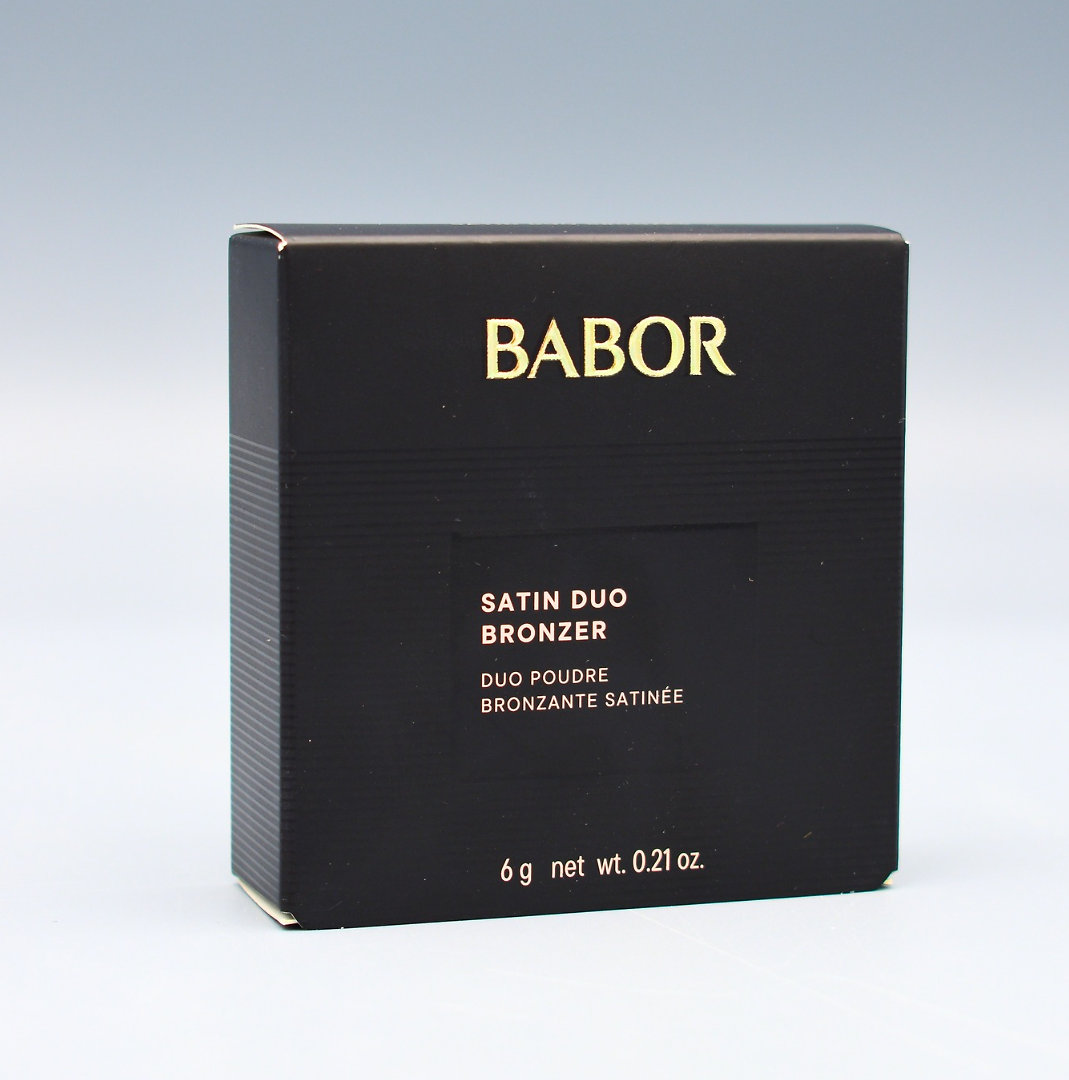 BABOR
SATIN DUO
BRONZER
DUO POUDRE
BRONZANTE SATINÉE
6 g net wt. 0.21 oz.